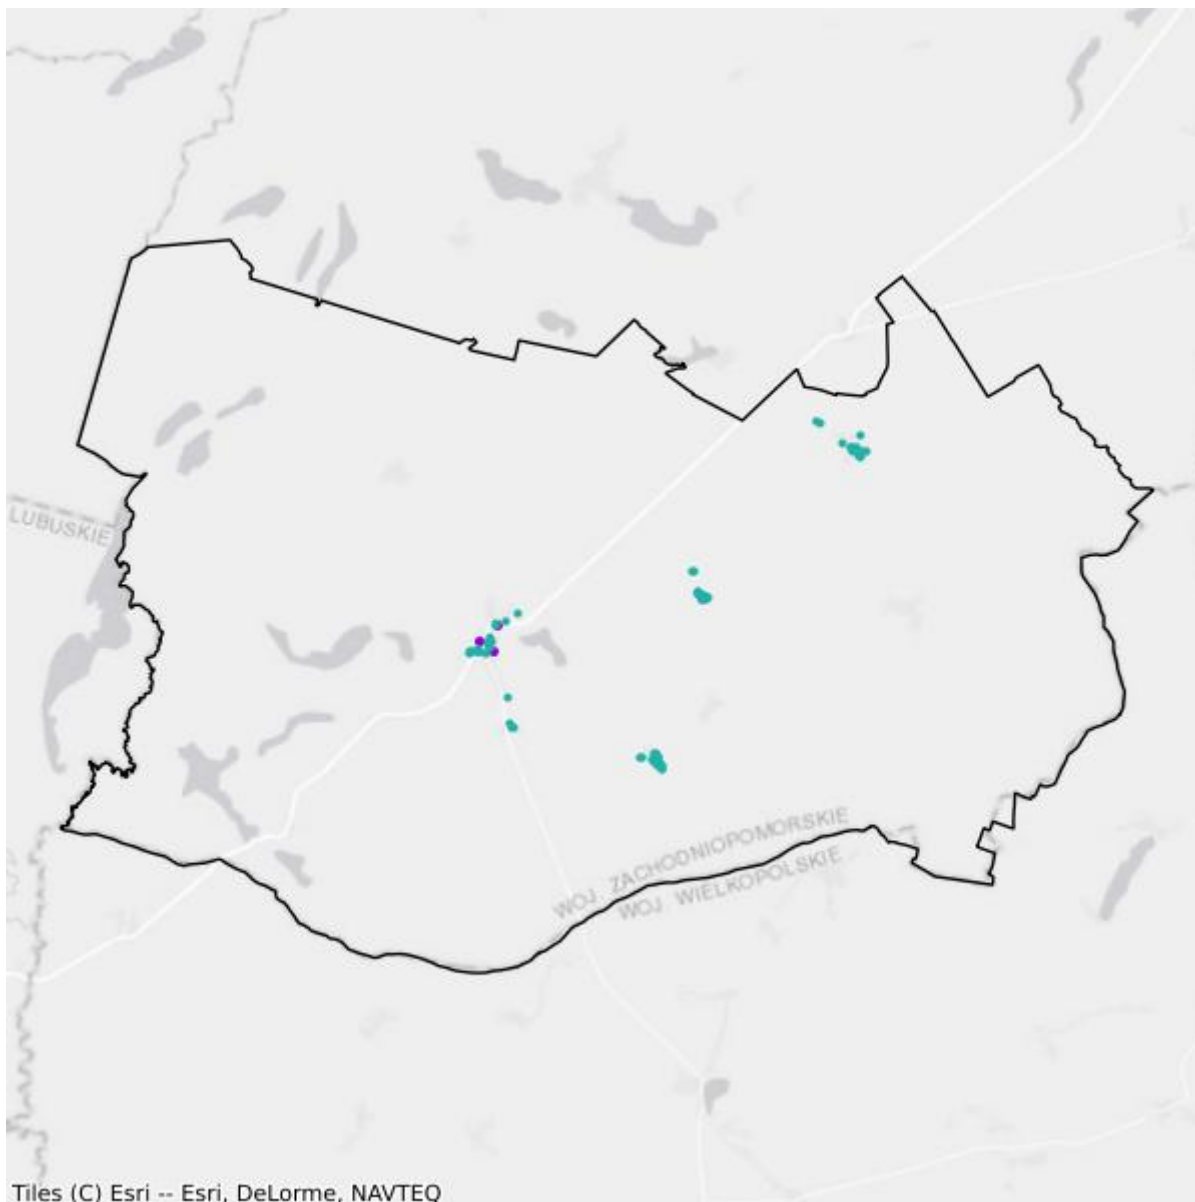 LUBUSKIE
WOJ. ZACHODNIOPOMORSKIE
WOJ. WIELKOPOLSKIE
Tiles (C) Esri -- Esri, DeLorme, NAVTEQ